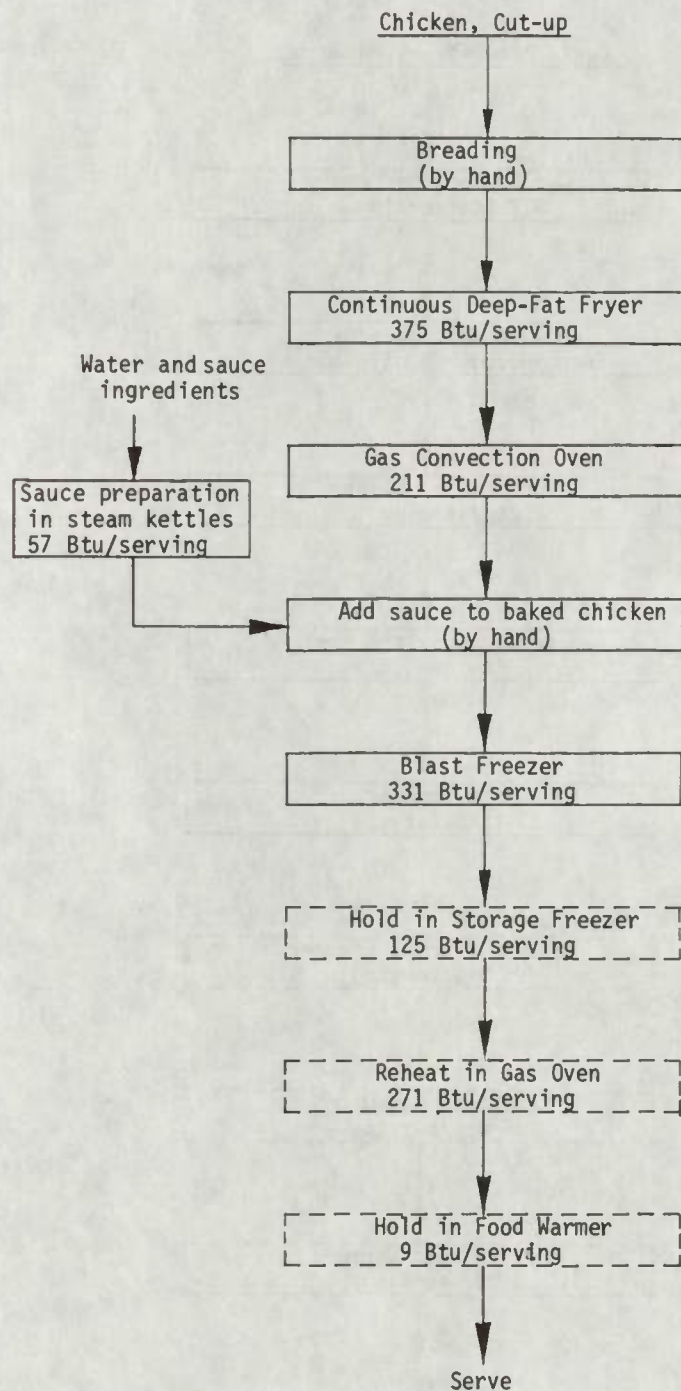 Chicken, Cut-up
Breading
(by hand)
Continuous Deep-Fat Fryer
375 Btu/serving
Water and sauce
ingredients
Gas Convection Oven
211 Btu/serving
Sauce preparation
in steam kettles
57 Btu/serving
Add sauce to baked chicken
(by hand)
Blast Freezer
331 Btu/serving
Hold in Storage Freezer
125 Btu/serving
Reheat in Gas Oven
271 Btu/serving
Hold in Food Warmer
9 Btu/serving
Serve